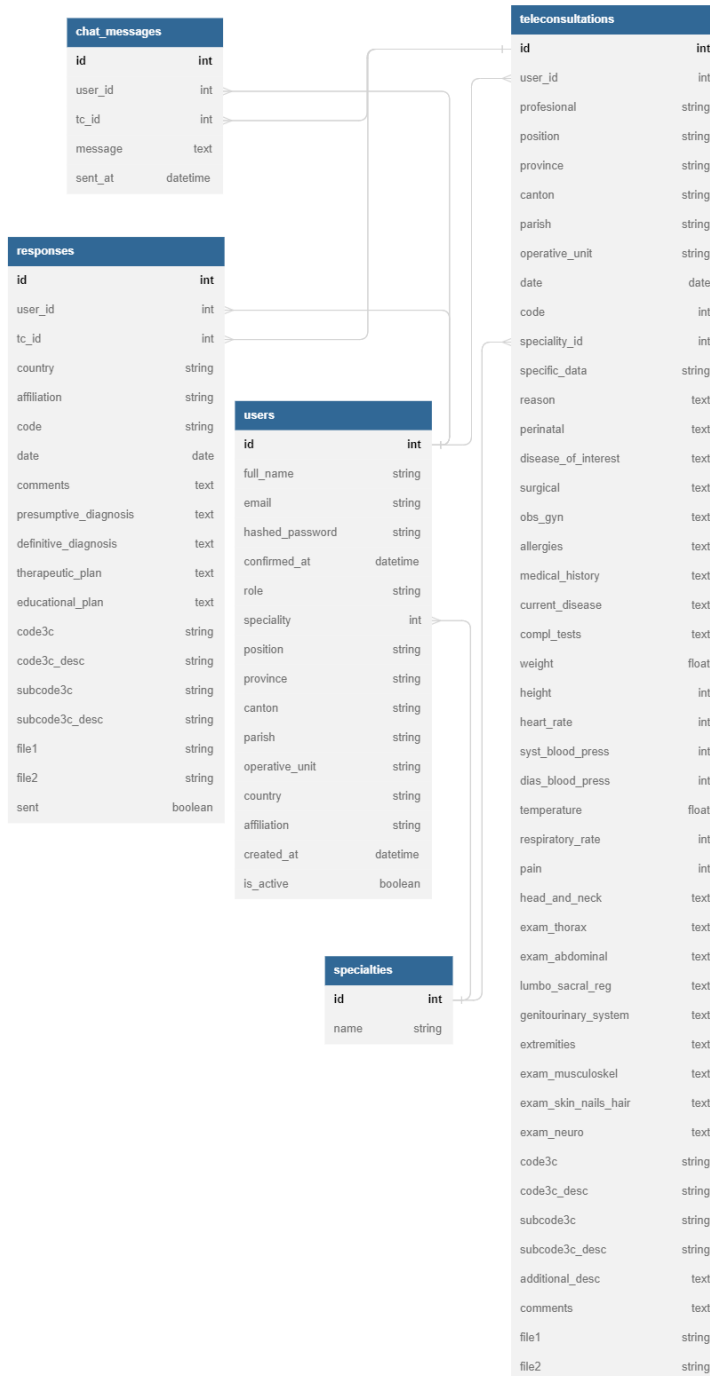 chat_messages
id int
user_id int
tc_id int
message text
sent_at datetime
responses
id int
user_id int
tc_id int
country string
affiliation string
code string
date date
comments text
presumptive_diagnosis text
definitive_diagnosis text
therapeutic_plan text
educational_plan text
code3c string
code3c_desc string
subcode3c string
subcode3c_desc string
file1 string
file2 string
sent boolean
users
id int
full_name string
email string
hashed_password string
confirmed_at datetime
role string
speciality int
position string
province string
canton string
parish string
operative_unit string
country string
affiliation string
created_at datetime
is_active boolean
specialties
id int
name string
teleconsultations
id int
user_id int
profesional string
position string
province string
canton string
parish string
operative_unit string
date date
code int
speciality_id int
specific_data string
reason text
perinatal text
disease_of_interest text
surgical text
obs_gyn text
allergies text
medical_history text
current_disease text
compl_tests text
weight float
height int
heart_rate int
syst_blood_press int
dias_blood_press int
temperature float
respiratory_rate int
pain int
head_and_neck text
exam_thorax text
exam_abdominal text
lumbo_sacral_reg text
genitourinary_system text
extremities text
exam_musculoskel text
exam_skin_nails_hair text
exam_neuro text
code3c string
code3c_desc string
subcode3c string
subcode3c_desc string
additional_desc text
comments text
file1 string
file2 string